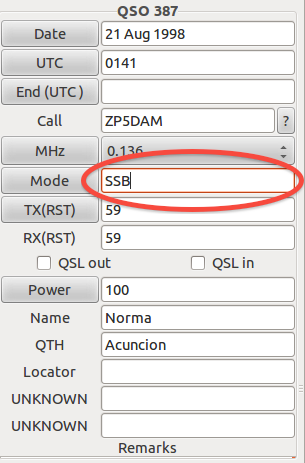 QSO 387
Date 21 Aug 1998
UTC 0141
End (UTC)
Call ZP5DAM ?
MHz 0.136
Mode SSB
TX(RST) 59
RX(RST) 59
QSL out QSL in
Power 100
Name Norma
QTH Acuncion
Locator
UNKNOWN
UNKNOWN
Remarks